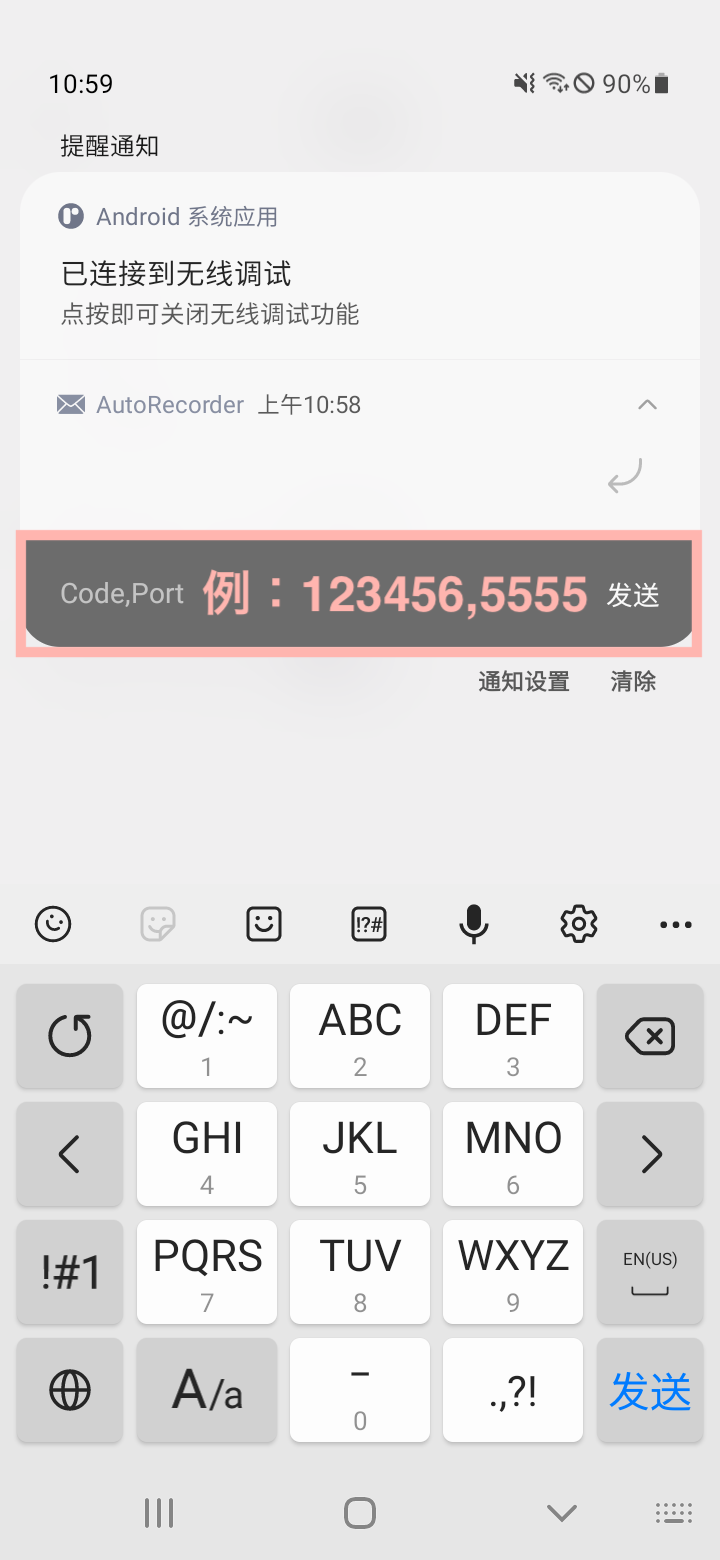 10:59 90%
提醒通知
Android 系统应用
已连接到无线调试
点按即可关闭无线调试功能
AutoRecorder 上午10:58
Code,Port 例：123456,5555 发送
通知设置 清除
!?#
@/:~ ABC DEF
1 2 3
GHI JKL MNO
4 5 6
!#1 PQRS TUV WXYZ EN(US)
7 8 9
A/a – .,?! 发送
0